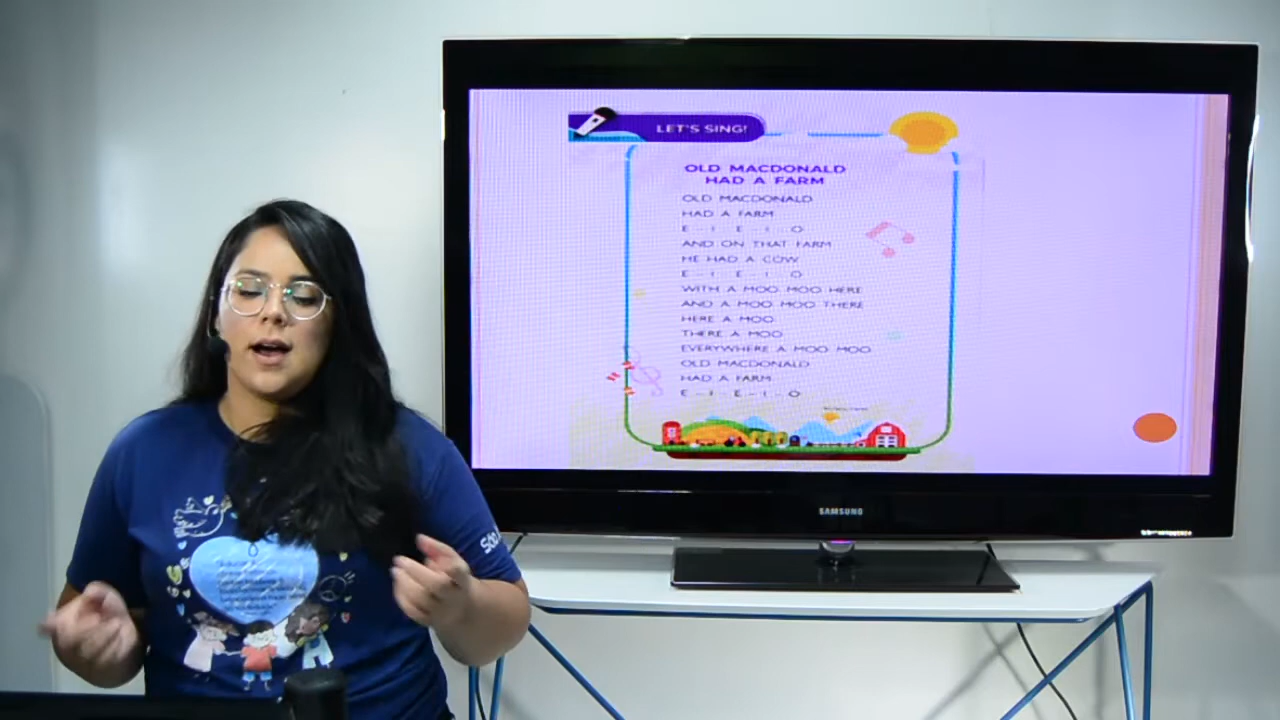 LET'S SING!
OLD MACDONALD
HAD A FARM
OLD MACDONALD
HAD A FARM
E - I - E - I - O
AND ON THAT FARM
HE HAD A COW
E - I - E - I - O
WITH A MOO MOO HERE
AND A MOO MOO THERE
HERE A MOO
THERE A MOO
EVERYWHERE A MOO MOO
OLD MACDONALD
HAD A FARM
E - I - E - I - O
SAMSUNG